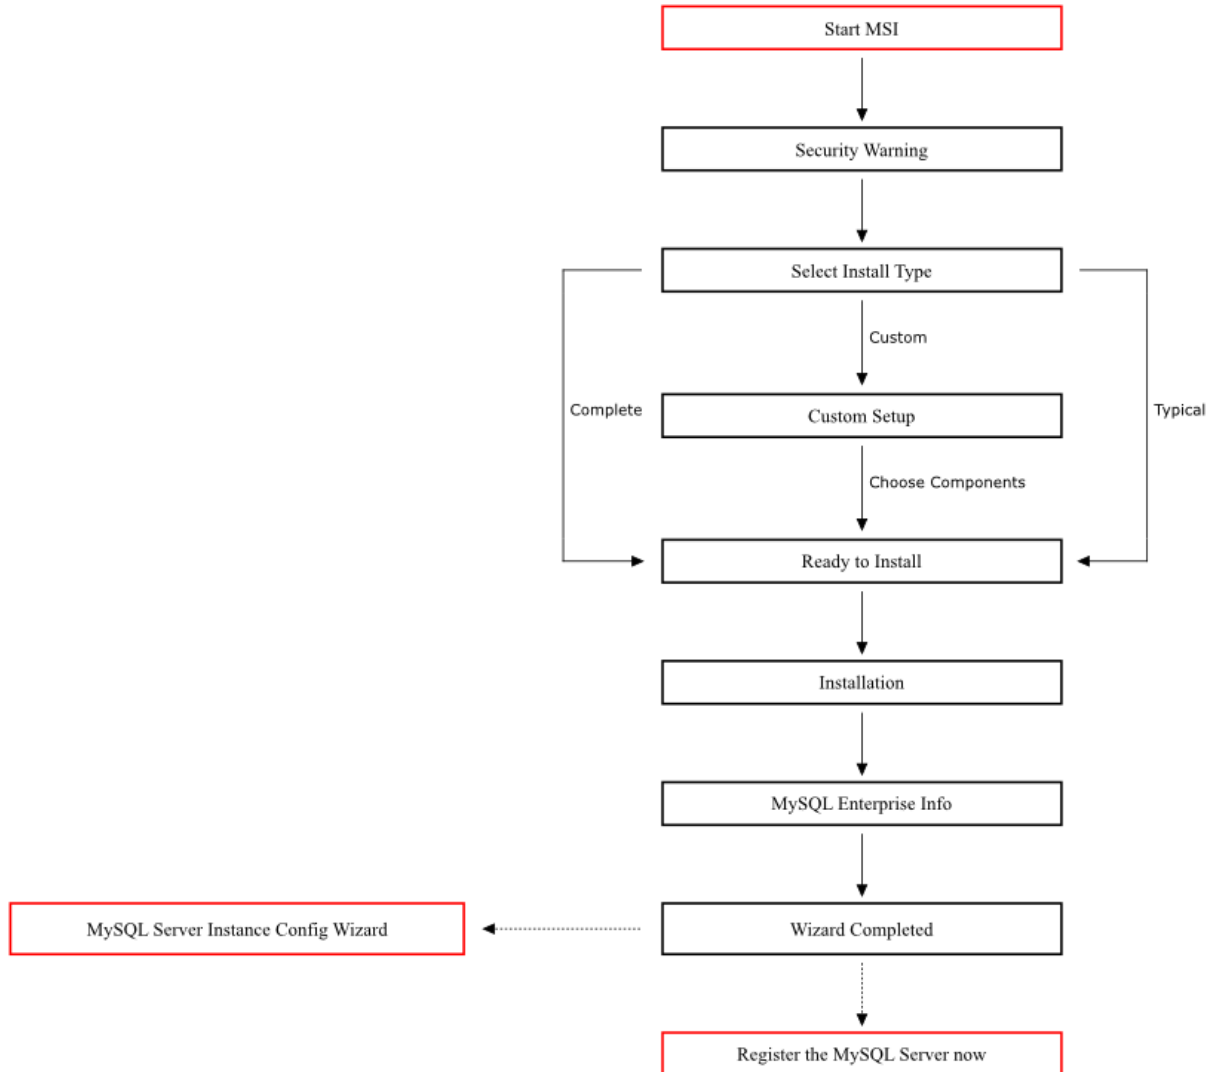 Start MSI
Security Warning
Select Install Type
Custom
Complete
Custom Setup
Typical
Choose Components
Ready to Install
Installation
MySQL Enterprise Info
MySQL Server Instance Config Wizard
Wizard Completed
Register the MySQL Server now